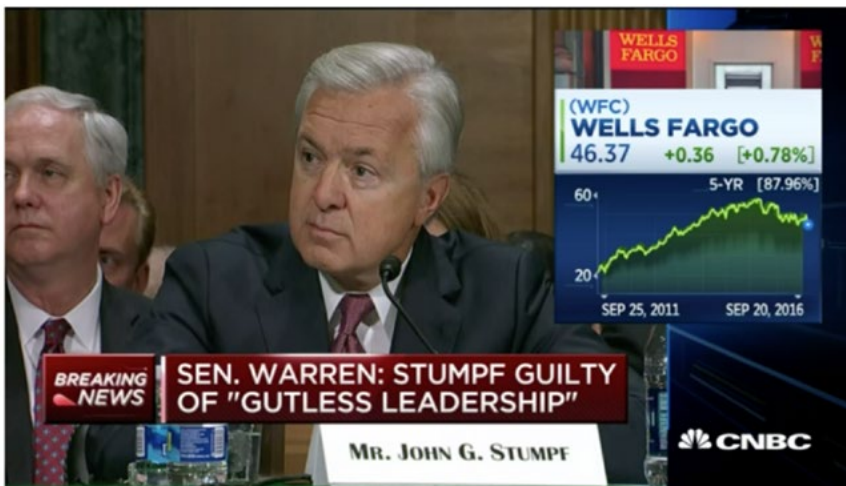 WELLS
FARGO
(WFC)
WELLS FARGO
46.37 +0.36 [+0.78%]
5-YR [87.96%]
60
20
SEP 25, 2011 SEP 20, 2016
BREAKING
NEWS
SEN. WARREN: STUMPF GUILTY
OF "GUTLESS LEADERSHIP"
MR. JOHN G. STUMPF
CNBC